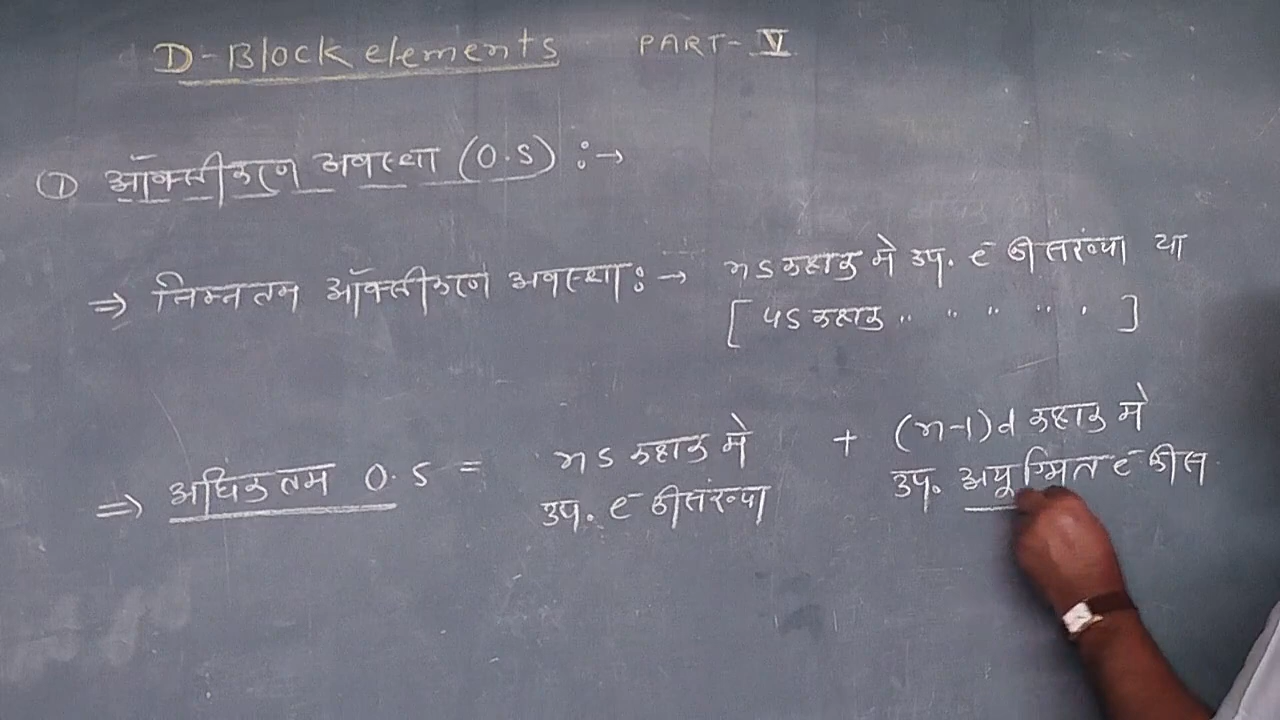 D-Block elements PART-V
① ऑक्सीकरण अवस्था (O.S) :→
⇒ निम्नतम ऑक्सीकरण अवस्था :→ ns कक्षक मे उप. e⁻ की संख्या या
[ 4s कक्षक " " " " " ]
⇒ अधिकतम O.S = ns कक्षक मे + (n-1)d कक्षक मे
उप. e⁻ की संख्या उप. अयुग्मित e⁻ की स